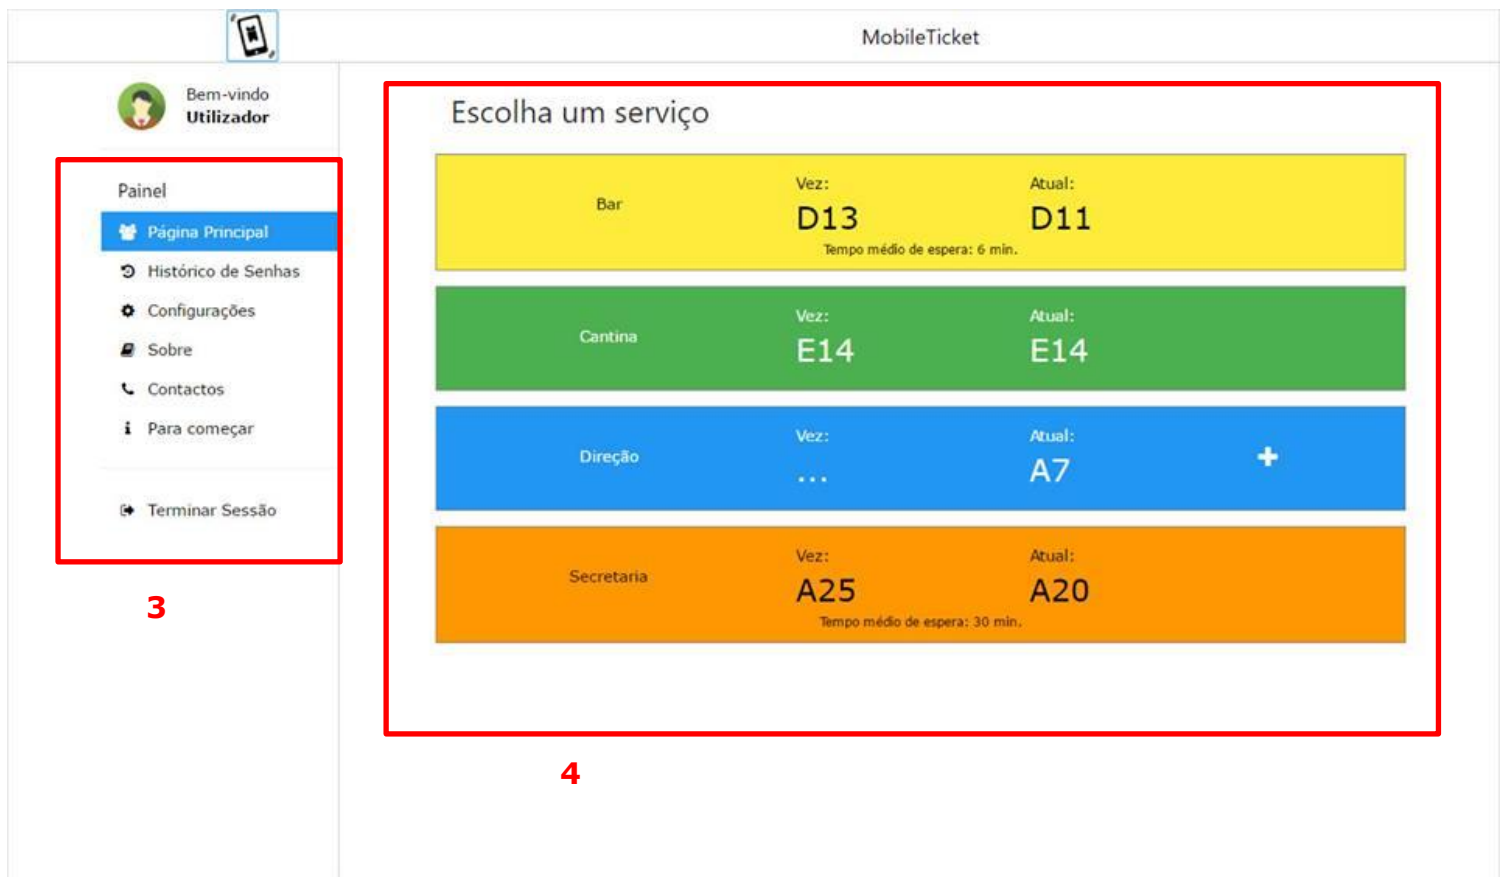 MobileTicket
Bem-vindo
Utilizador
Painel
Página Principal
Histórico de Senhas
Configurações
Sobre
Contactos
Para começar
Terminar Sessão
3
Escolha um serviço
Bar
Vez:
D13
Atual:
D11
Tempo médio de espera: 6 min.
Cantina
Vez:
E14
Atual:
E14
Direção
Vez:
...
Atual:
A7
+
Secretaria
Vez:
A25
Atual:
A20
Tempo médio de espera: 30 min.
4